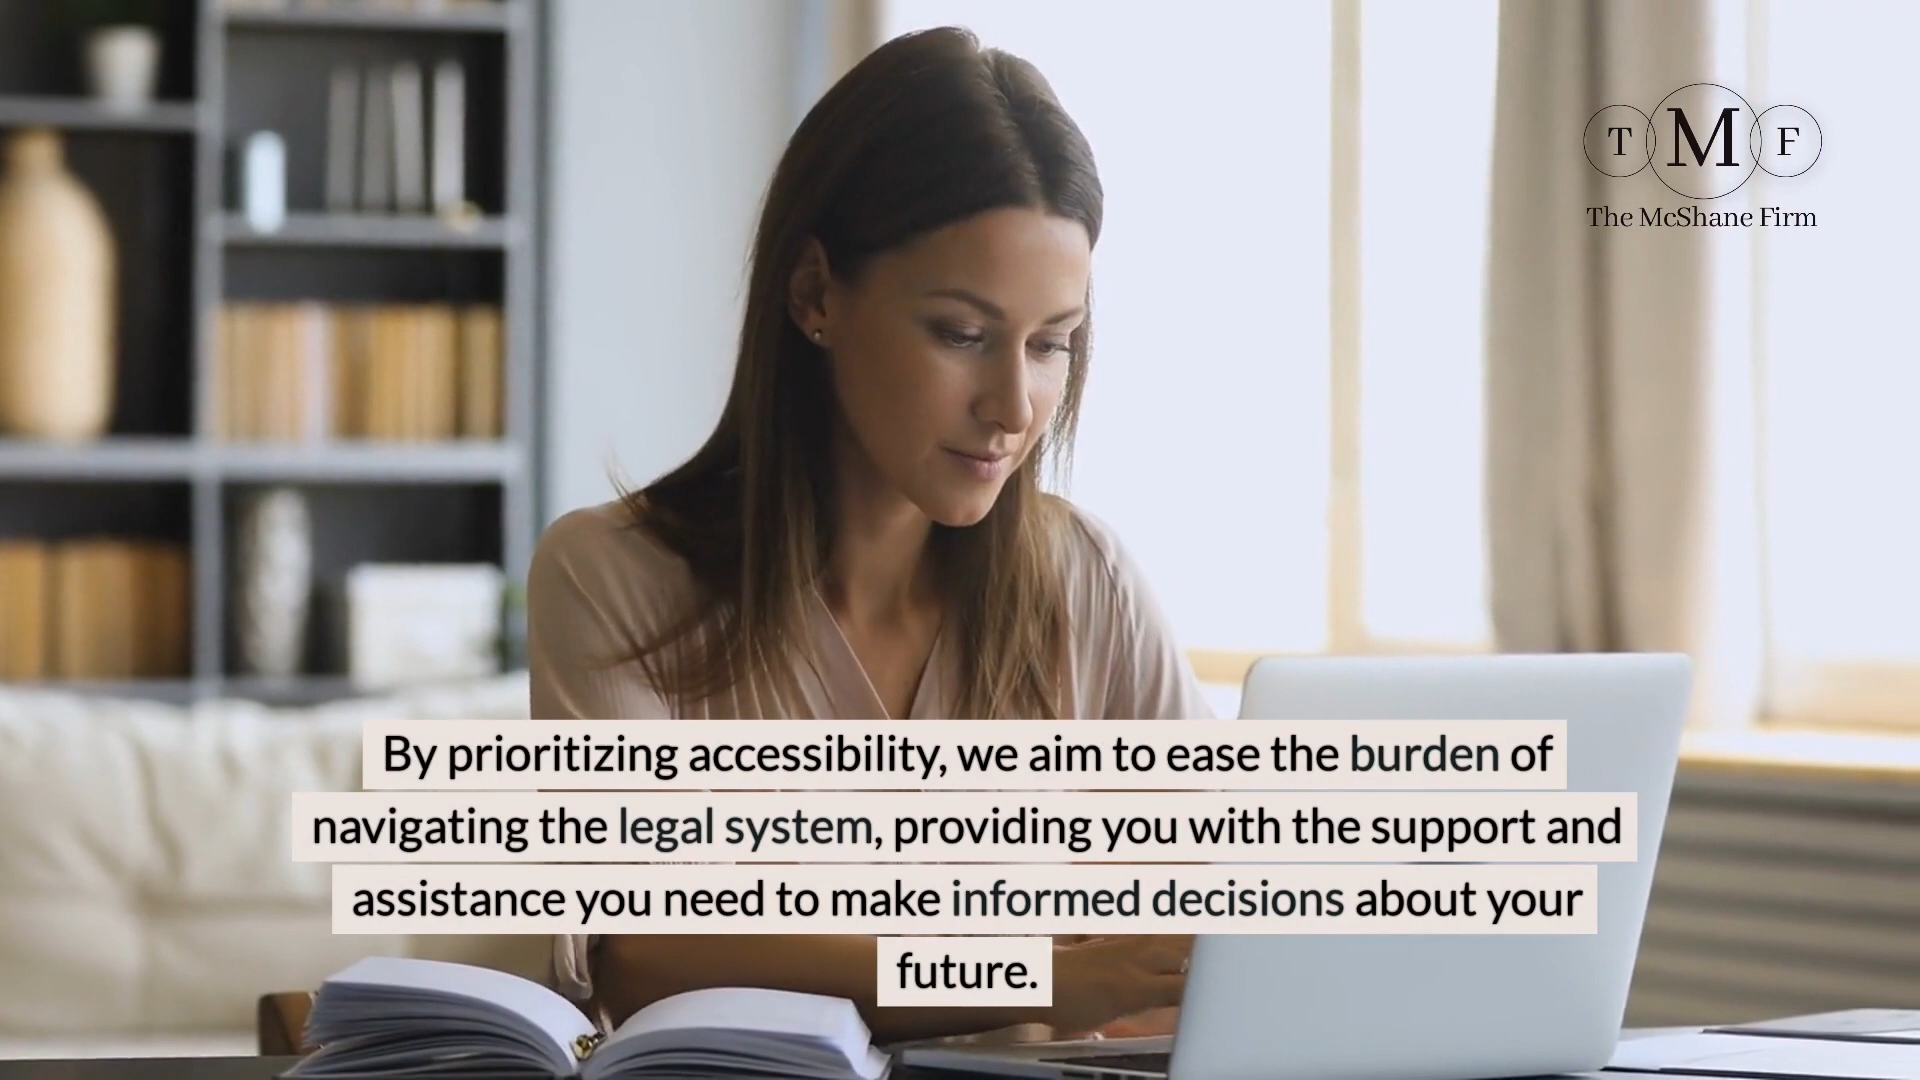 T M F
The McShane Firm
By prioritizing accessibility, we aim to ease the burden of
navigating the legal system, providing you with the support and
assistance you need to make informed decisions about your
future.